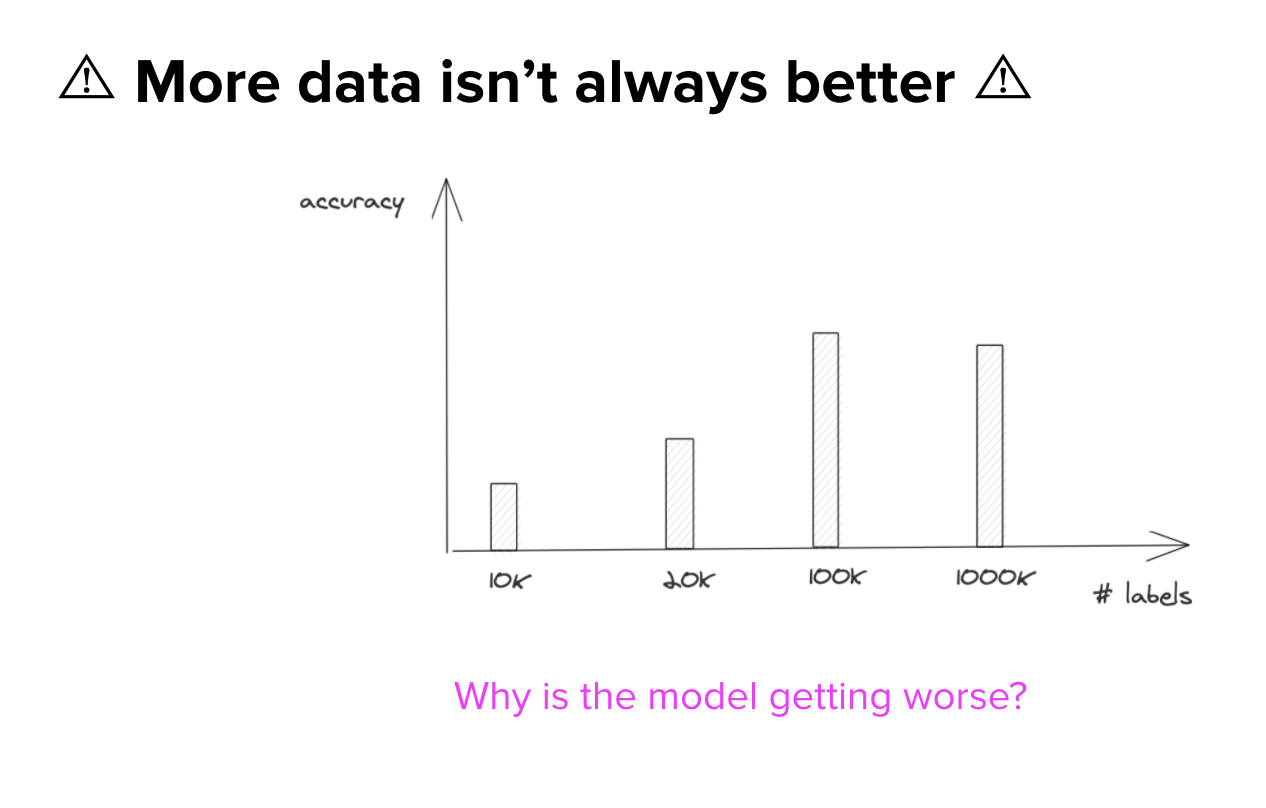 ⚠ More data isn’t always better ⚠
accuracy
10K
20K
100K
1000K
# labels
Why is the model getting worse?